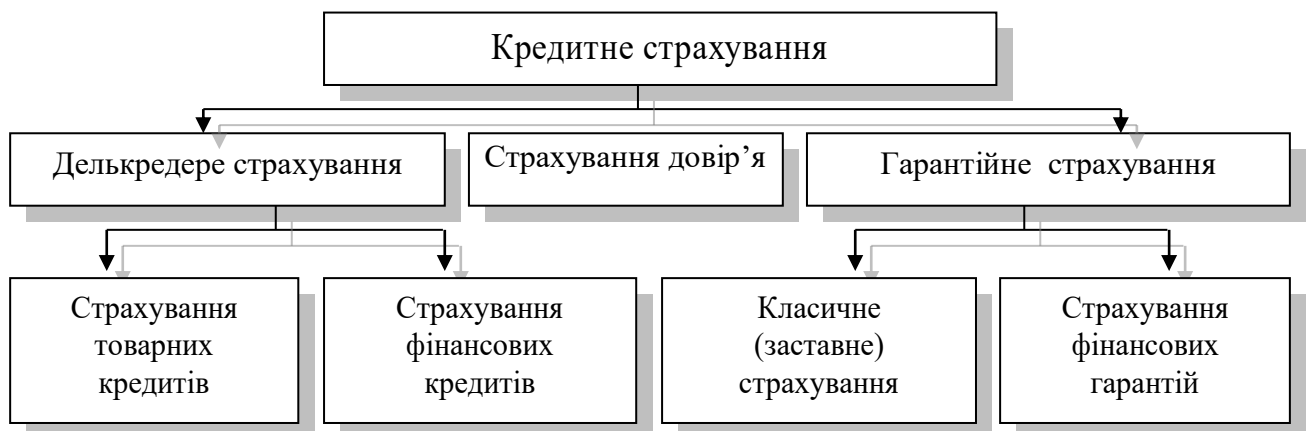 Кредитне страхування
Делькредере страхування
Страхування довір’я
Гарантійне страхування
Страхування
товарних
кредитів
Страхування
фінансових
кредитів
Класичне
(заставне)
страхування
Страхування
фінансових
гарантій